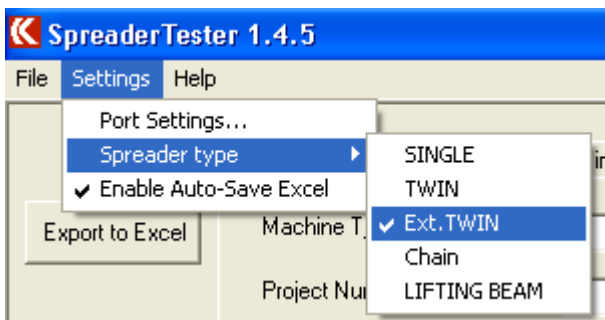 SpreaderTester 1.4.5
File Settings Help
Port Settings...
Spreader type
Enable Auto-Save Excel
SINGLE
TWIN
Ext.TWIN
Chain
LIFTING BEAM
Export to Excel
Machine
Project